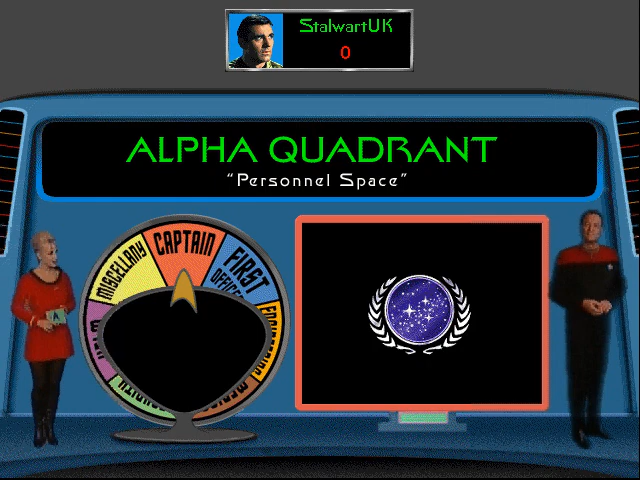 StalwartUK
0
ALPHA QUADRANT
“Personnel Space”
MISCELLANY
CAPTAIN
FIRST